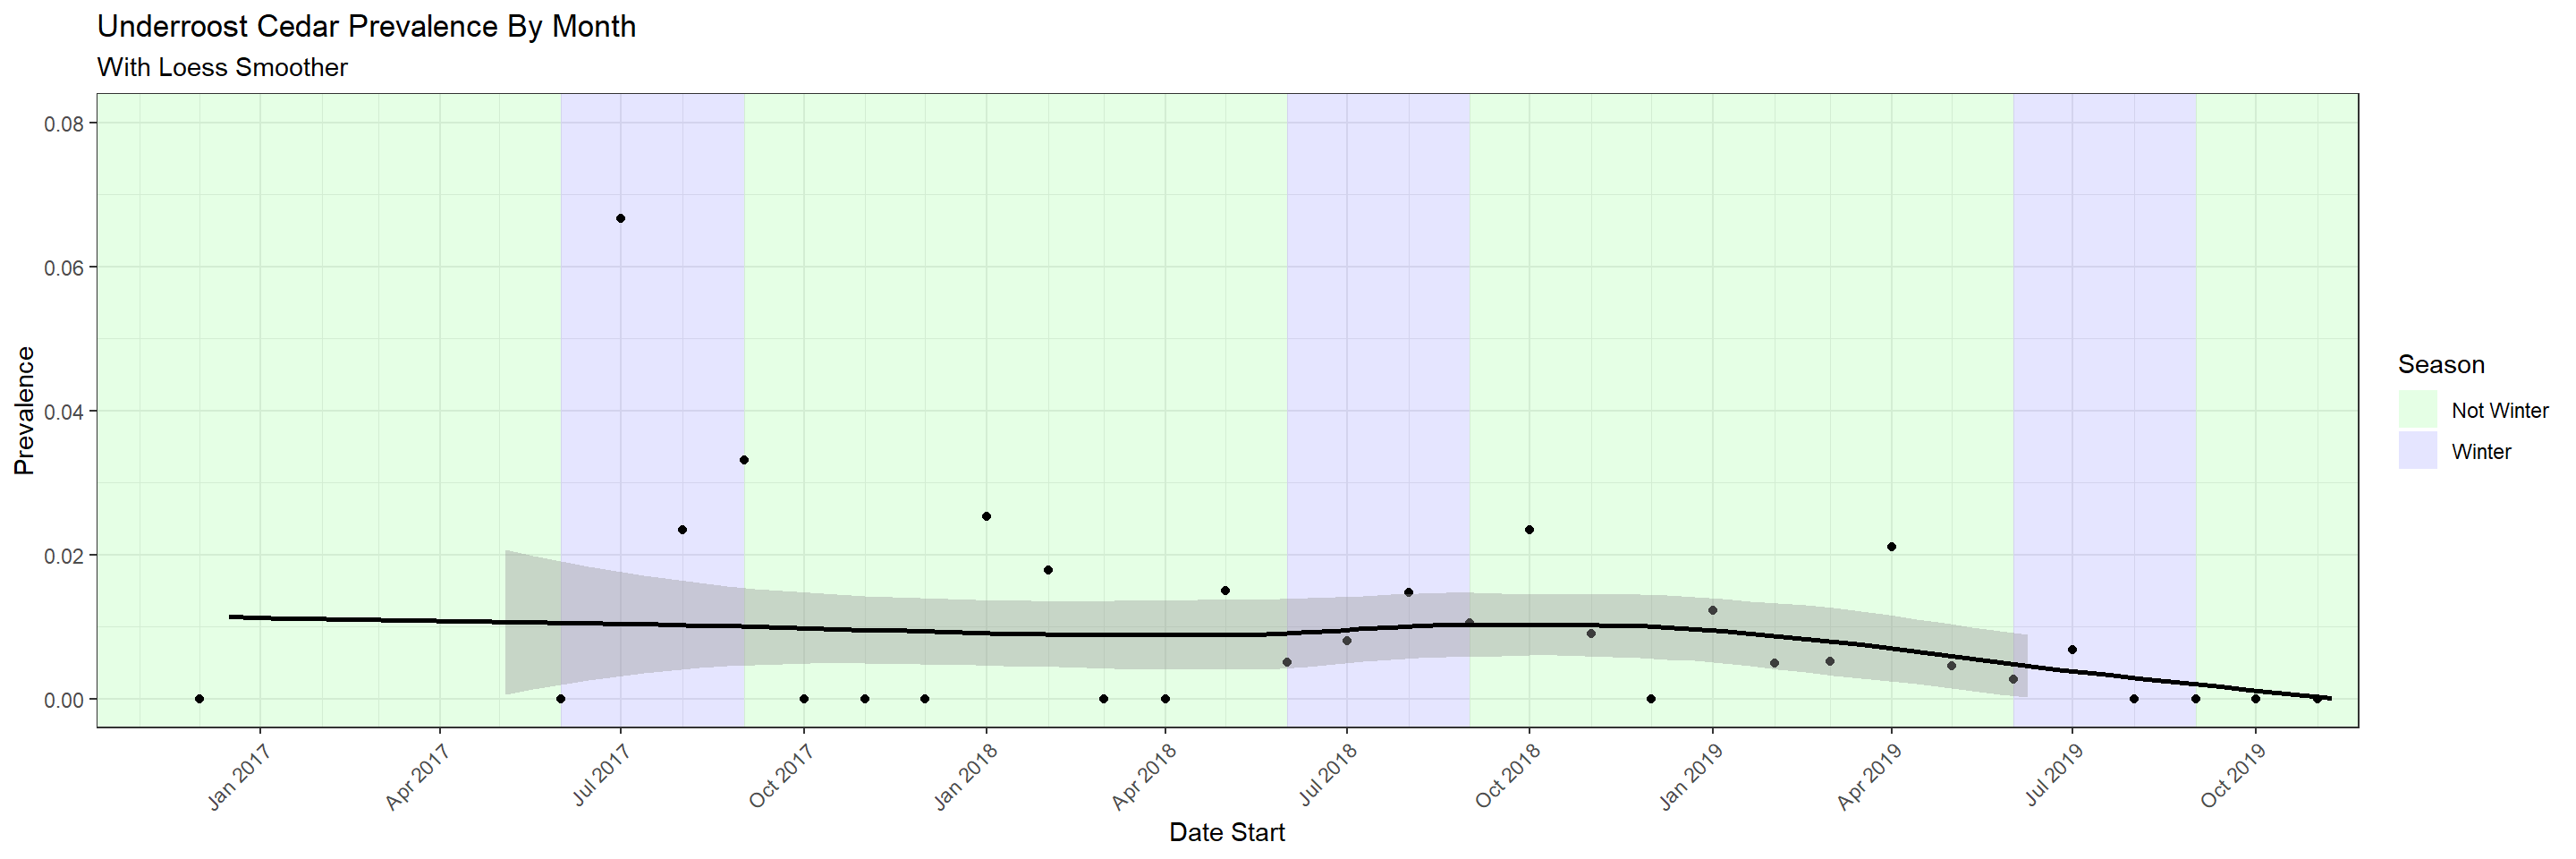 Underroost Cedar Prevalence By Month
With Loess Smoother
Prevalence
0.08
0.06
0.04
0.02
0.00
Jan 2017
Apr 2017
Jul 2017
Oct 2017
Jan 2018
Apr 2018
Jul 2018
Oct 2018
Jan 2019
Apr 2019
Jul 2019
Oct 2019
Date Start
Season
Not Winter
Winter